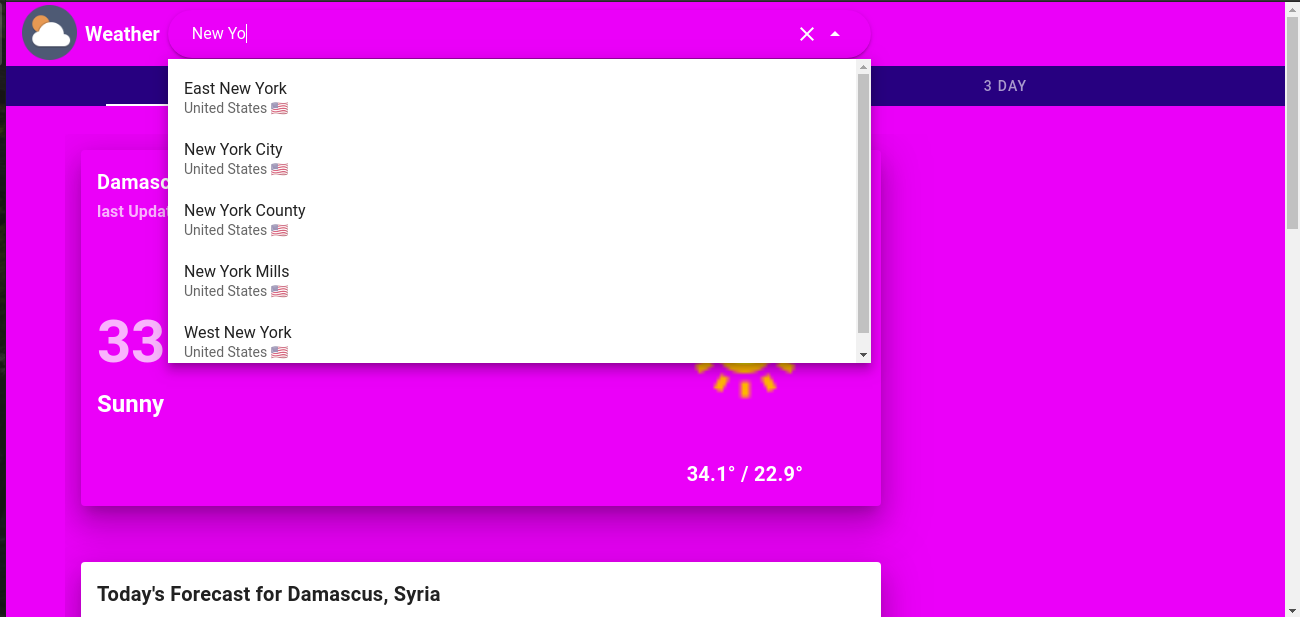 Weather
New Yo
3 DAY
East New York
United States 🇺🇸
New York City
United States 🇺🇸
New York County
United States 🇺🇸
New York Mills
United States 🇺🇸
West New York
United States 🇺🇸
Damasc
last Updat
33
Sunny
34.1° / 22.9°
Today's Forecast for Damascus, Syria